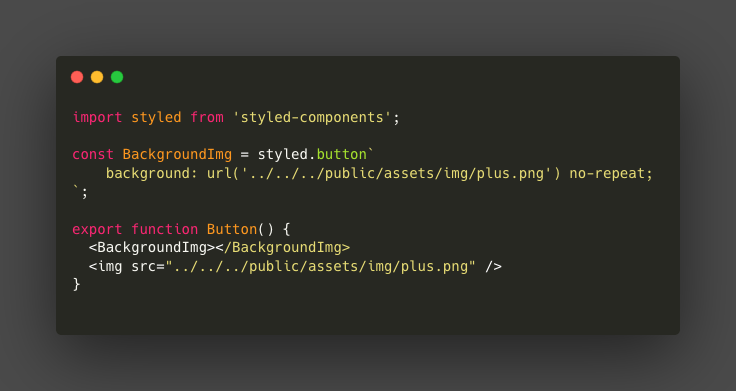 import styled from 'styled-components';
const BackgroundImg = styled.button`
background: url('../../../public/assets/img/plus.png') no-repeat;
`;
export function Button() {
<BackgroundImg></BackgroundImg>
<img src="../../../public/assets/img/plus.png" />
}